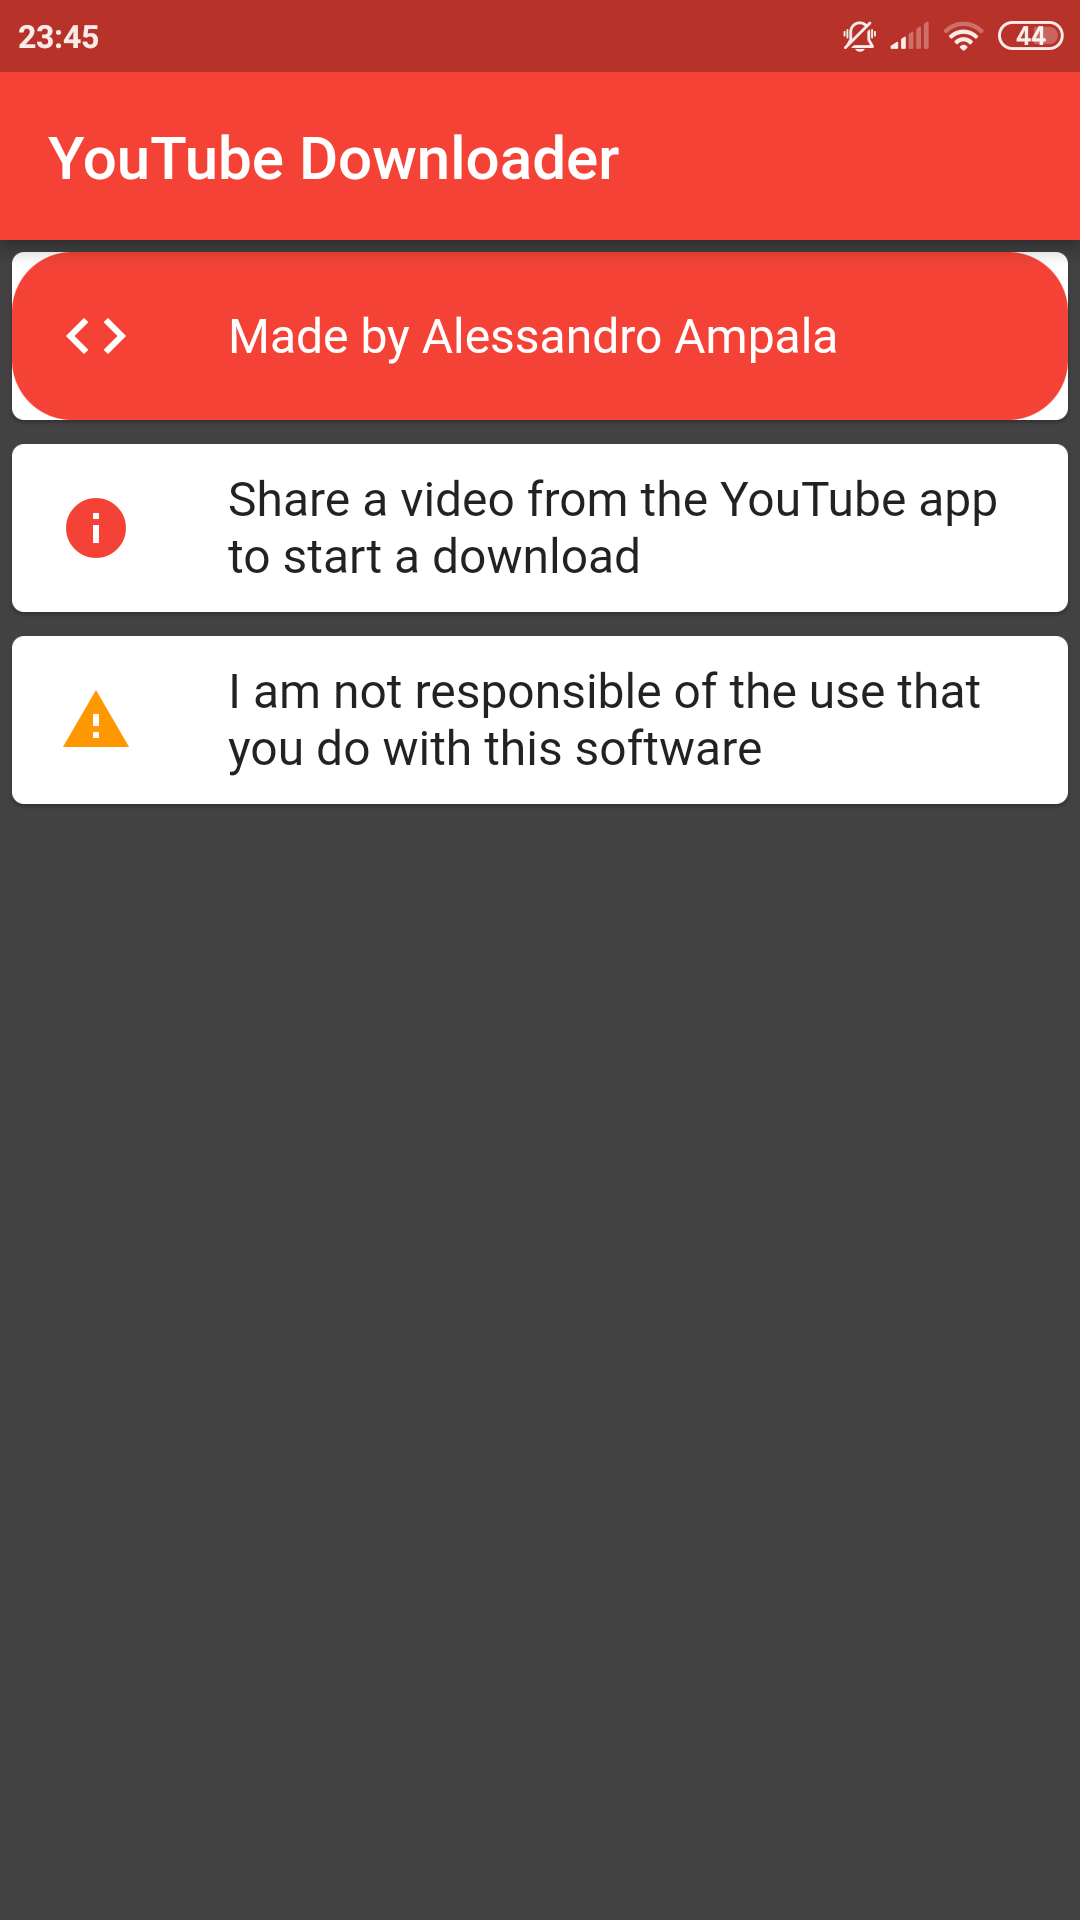 23:45
44
YouTube Downloader
Made by Alessandro Ampala
Share a video from the YouTube app
to start a download
I am not responsible of the use that
you do with this software